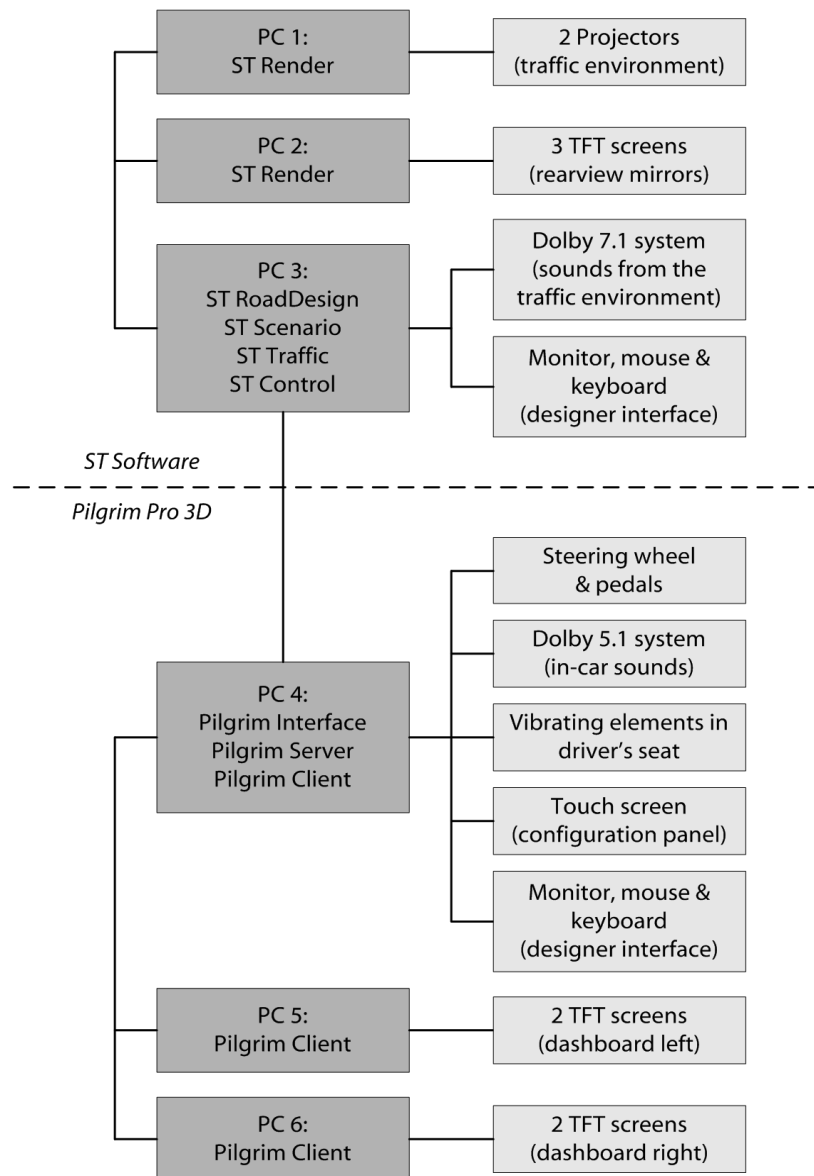 PC 1:
ST Render
2 Projectors
(traffic environment)
PC 2:
ST Render
3 TFT screens
(rearview mirrors)
PC 3:
ST RoadDesign
ST Scenario
ST Traffic
ST Control
Dolby 7.1 system
(sounds from the
traffic environment)
Monitor, mouse &
keyboard
(designer interface)
ST Software
Pilgrim Pro 3D
Steering wheel
& pedals
Dolby 5.1 system
(in-car sounds)
PC 4:
Pilgrim Interface
Pilgrim Server
Pilgrim Client
Vibrating elements in
driver's seat
Touch screen
(configuration panel)
Monitor, mouse &
keyboard
(designer interface)
PC 5:
Pilgrim Client
2 TFT screens
(dashboard left)
PC 6:
Pilgrim Client
2 TFT screens
(dashboard right)